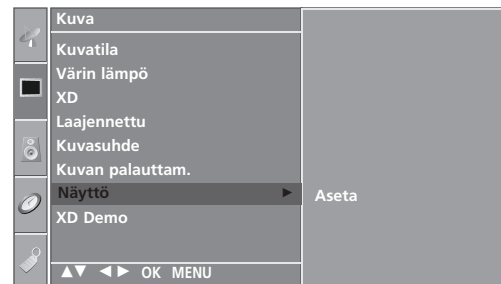 Kuva
Kuvatila
Värin lämpö
XD
Laajennettu
Kuvasuhde
Kuvan palauttam.
Näyttö ► Aseta
XD Demo
▲▼ ◄► OK MENU